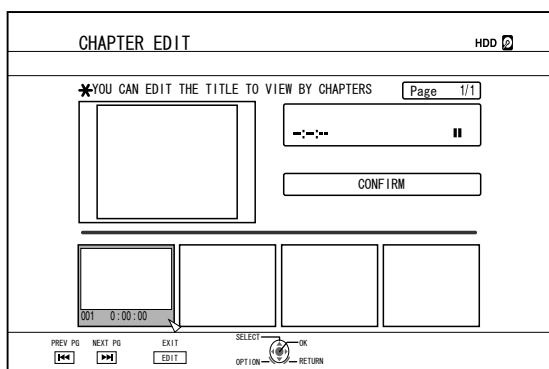 CHAPTER EDIT
HDD
*YOU CAN EDIT THE TITLE TO VIEW BY CHAPTERS
Page 1/1
-:--:--
CONFIRM
001 0:00:00
PREV PG NEXT PG EXIT SELECT OK
EDIT OPTION RETURN